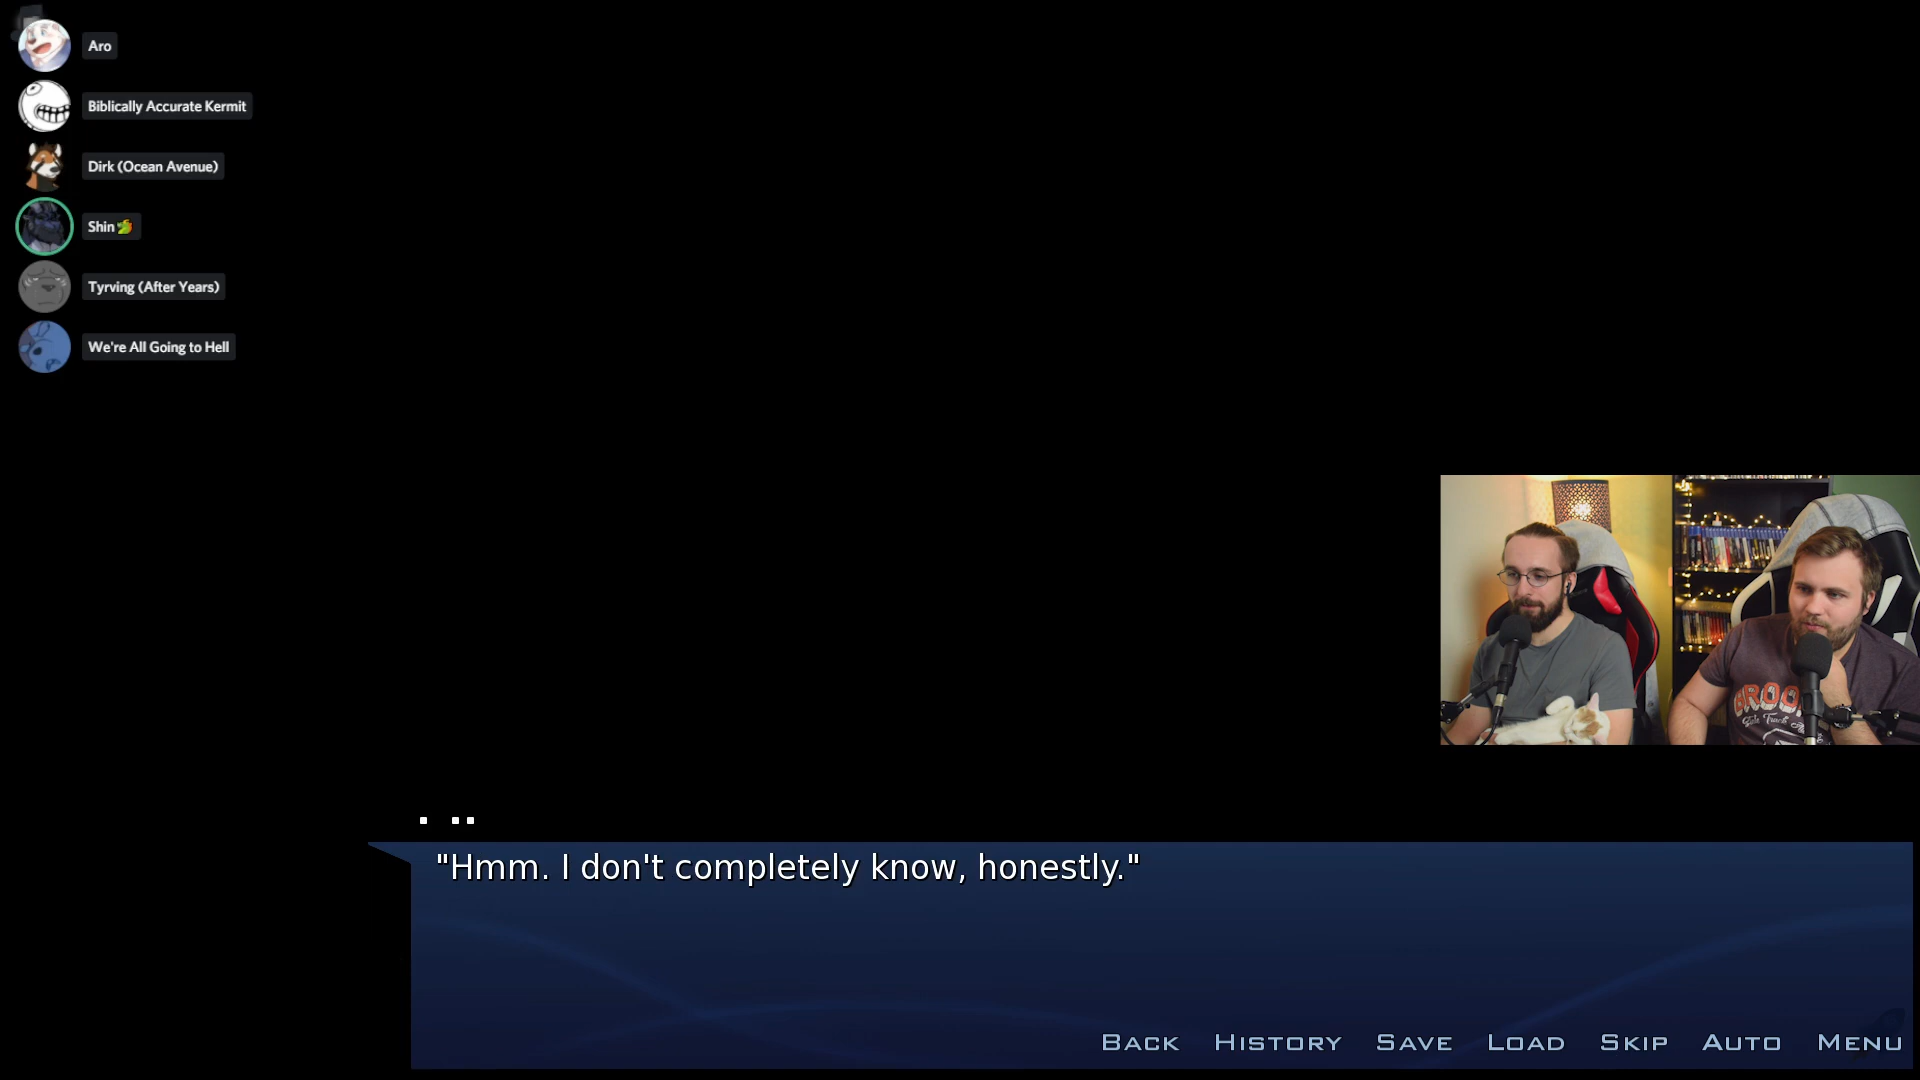 Aro
Biblically Accurate Kermit
Dirk (Ocean Avenue)
Shin
Tyrving (After Years)
We're All Going to Hell
. ..
"Hmm. I don't completely know, honestly."
BACK HISTORY SAVE LOAD SKIP AUTO MENU